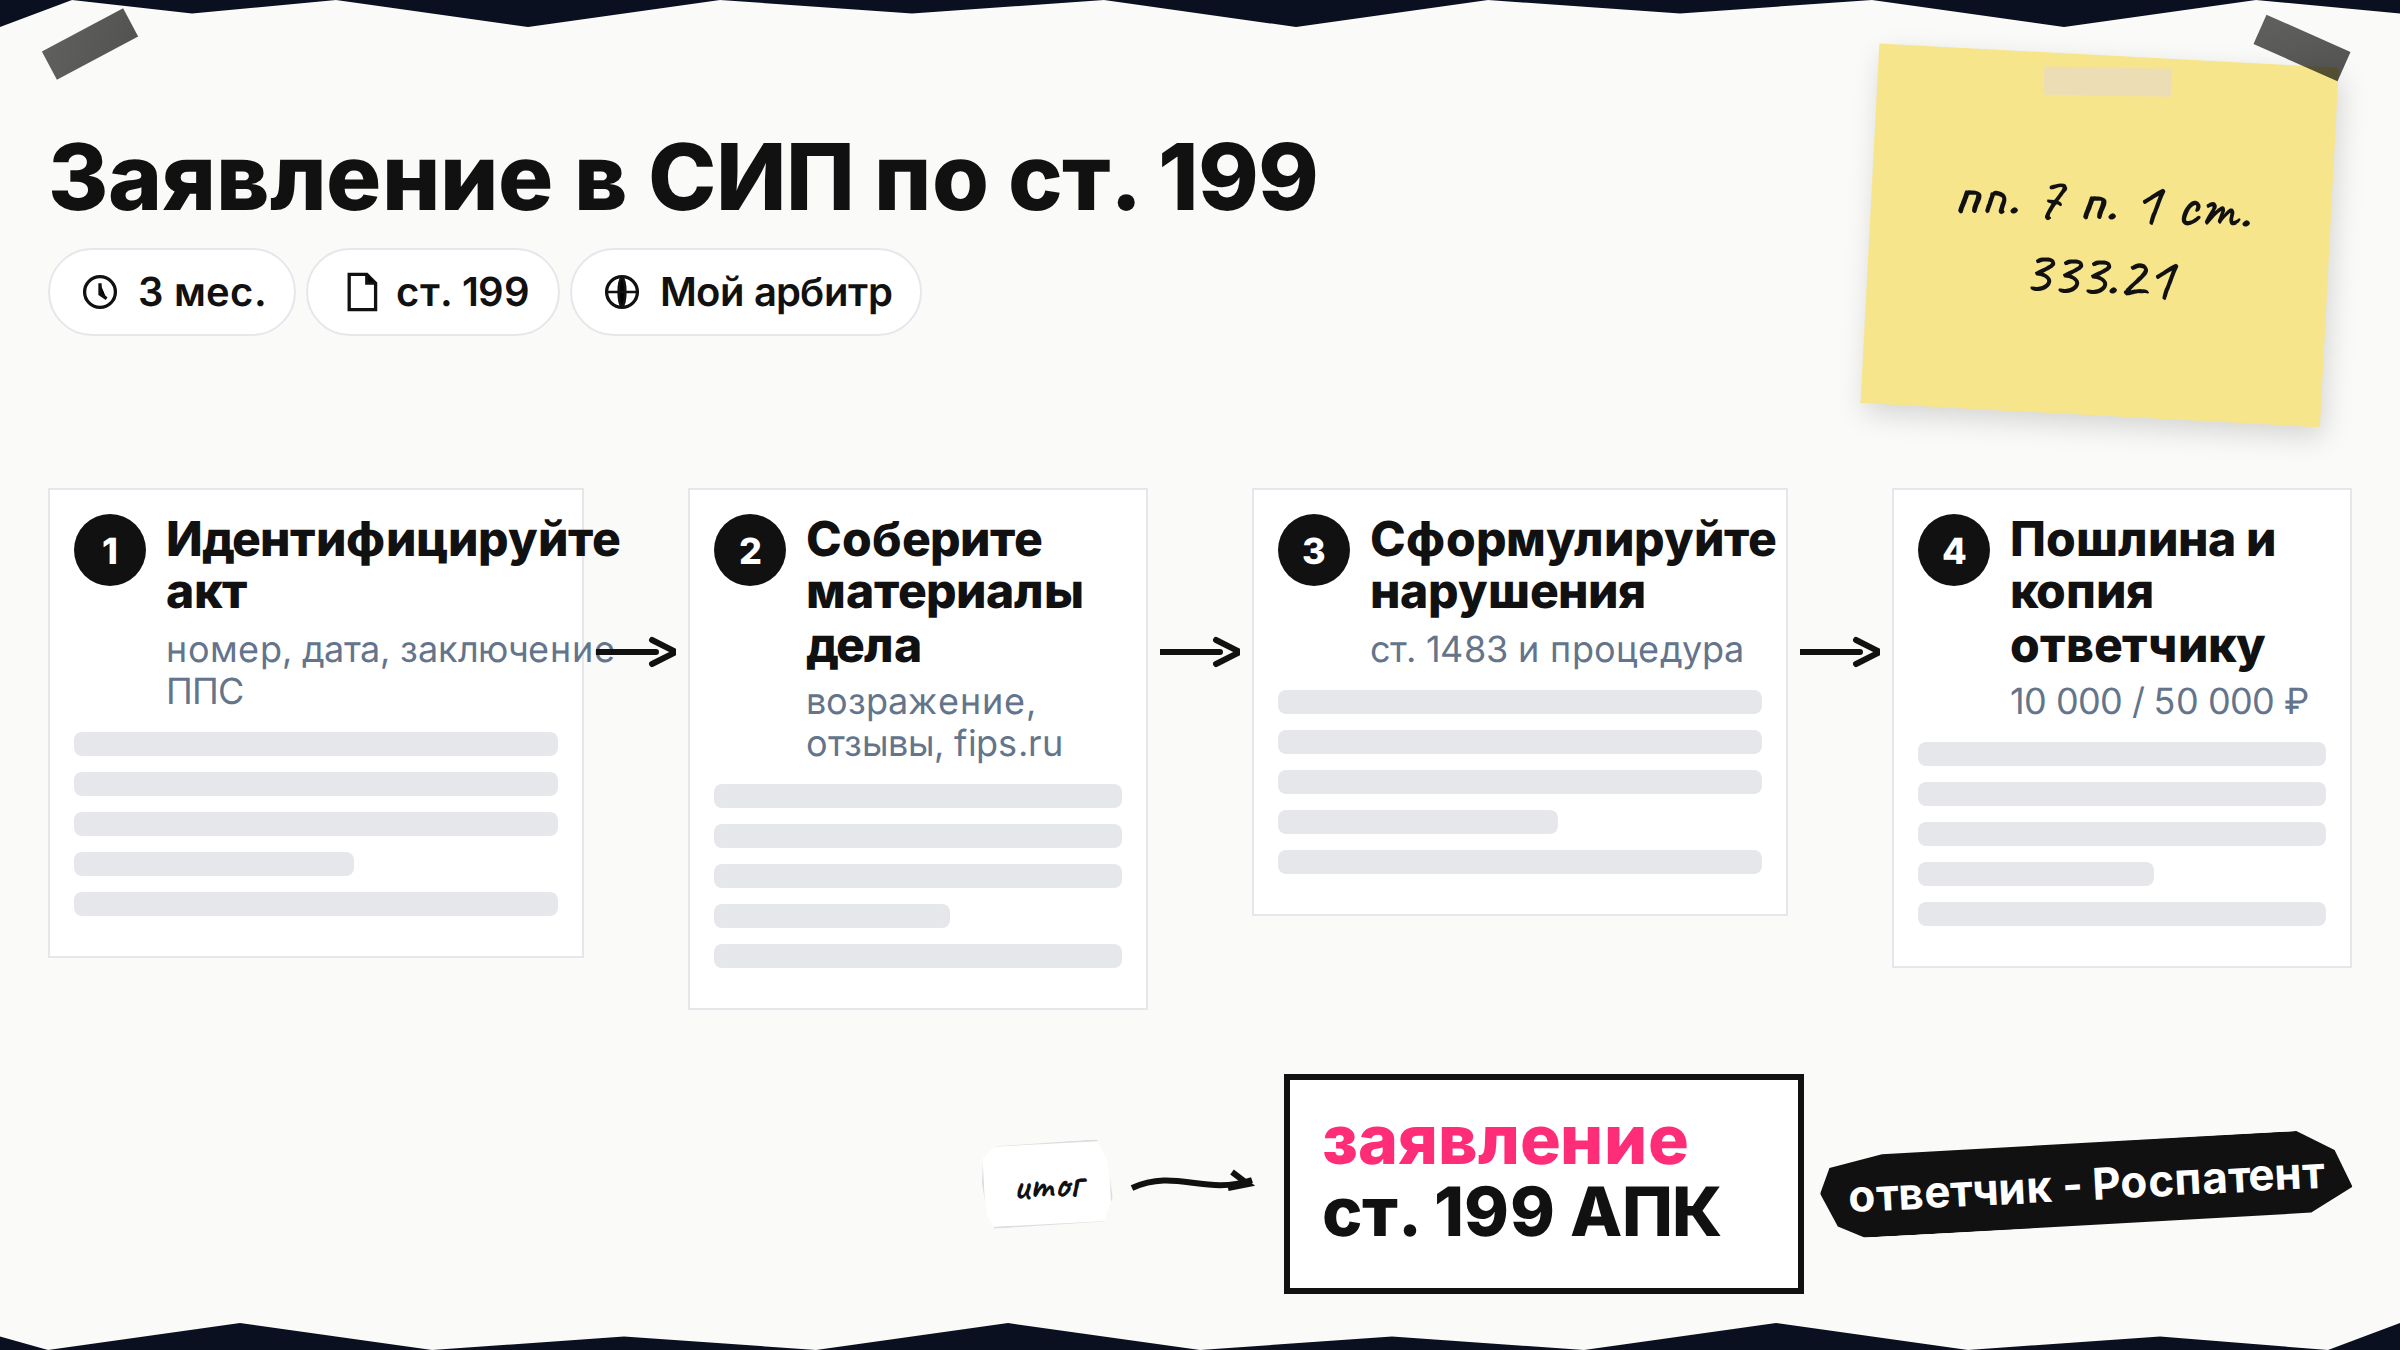 Заявление в СИП по ст. 199
3 мес.
ст. 199
Мой арбитр
пп. 7 п. 1 ст.
333.21
1
Идентифицируйте
акт
номер, дата, заключение
ППС
2
Соберите
материалы
дела
возражение,
отзывы, fips.ru
3
Сформулируйте
нарушения
ст. 1483 и процедура
4
Пошлина и
копия
ответчику
10 000 / 50 000 ₽
итог
заявление
ст. 199 АПК
ответчик - Роспатент